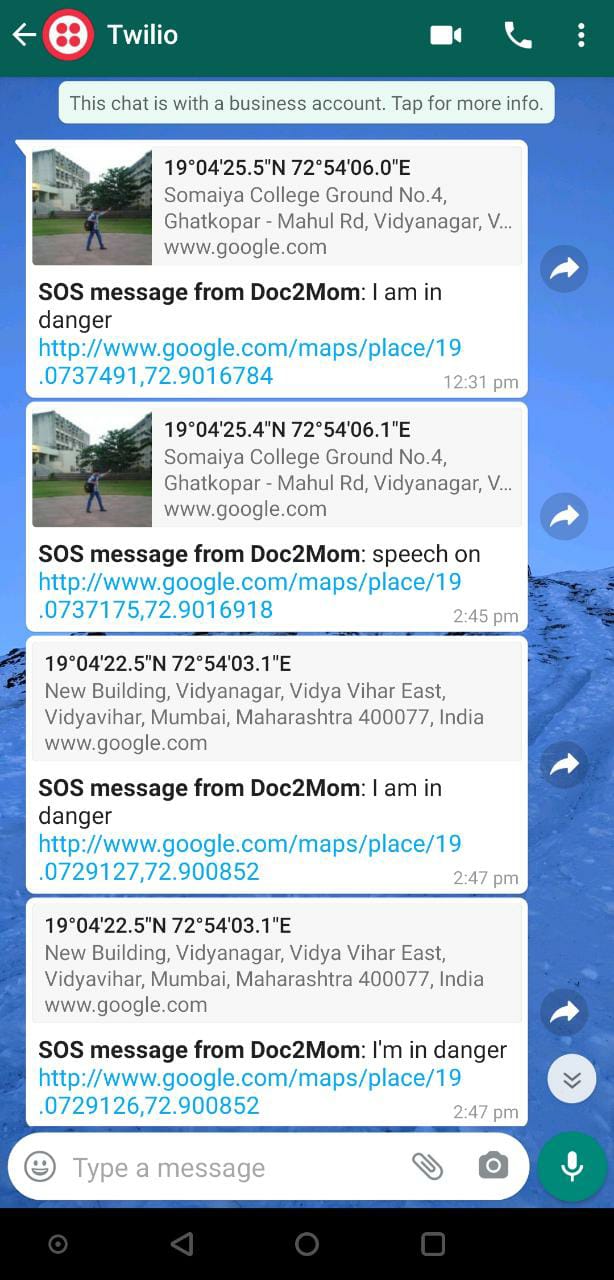 Twilio
This chat is with a business account. Tap for more info.
19°04'25.5"N 72°54'06.0"E
Somaiya College Ground No.4,
Ghatkopar - Mahul Rd, Vidyanagar, V...
www.google.com
SOS message from Doc2Mom: I am in
danger
http://www.google.com/maps/place/19
.0737491,72.9016784
12:31 pm
19°04'25.4"N 72°54'06.1"E
Somaiya College Ground No.4,
Ghatkopar - Mahul Rd, Vidyanagar, V...
www.google.com
SOS message from Doc2Mom: speech on
http://www.google.com/maps/place/19
.0737175,72.9016918
2:45 pm
19°04'22.5"N 72°54'03.1"E
New Building, Vidyanagar, Vidya Vihar East,
Vidyavihar, Mumbai, Maharashtra 400077, India
www.google.com
SOS message from Doc2Mom: I am in
danger
http://www.google.com/maps/place/19
.0729127,72.900852
2:47 pm
19°04'22.5"N 72°54'03.1"E
New Building, Vidyanagar, Vidya Vihar East,
Vidyavihar, Mumbai, Maharashtra 400077, India
www.google.com
SOS message from Doc2Mom: I'm in danger
http://www.google.com/maps/place/19
.0729126,72.900852
2:47 pm
Type a message